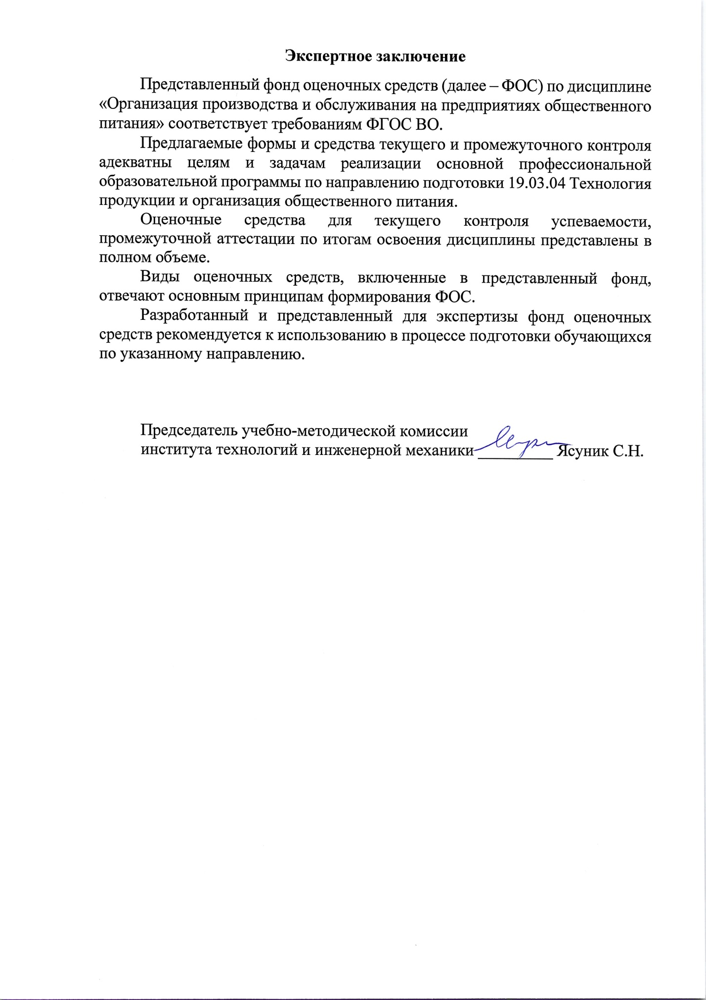 Экспертное заключение
Представленный фонд оценочных средств (далее – ФОС) по дисциплине
«Организация производства и обслуживания на предприятиях общественного
питания» соответствует требованиям ФГОС ВО.
Предлагаемые формы и средства текущего и промежуточного контроля
адекватны целям и задачам реализации основной профессиональной
образовательной программы по направлению подготовки 19.03.04 Технология
продукции и организация общественного питания.
Оценочные средства для текущего контроля успеваемости,
промежуточной аттестации по итогам освоения дисциплины представлены в
полном объеме.
Виды оценочных средств, включенные в представленный фонд,
отвечают основным принципам формирования ФОС.
Разработанный и представленный для экспертизы фонд оценочных
средств рекомендуется к использованию в процессе подготовки обучающихся
по указанному направлению.
Председатель учебно-методической комиссии
института технологий и инженерной механики _________ Ясуник С.Н.